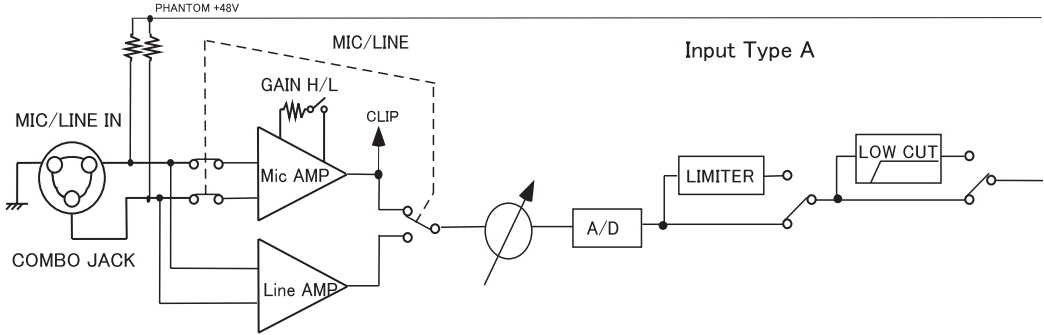 PHANTOM +48V
MIC/LINE
Input Type A
GAIN H/L
CLIP
MIC/LINE IN
Mic AMP
LIMITER
LOW CUT
A/D
COMBO JACK
Line AMP